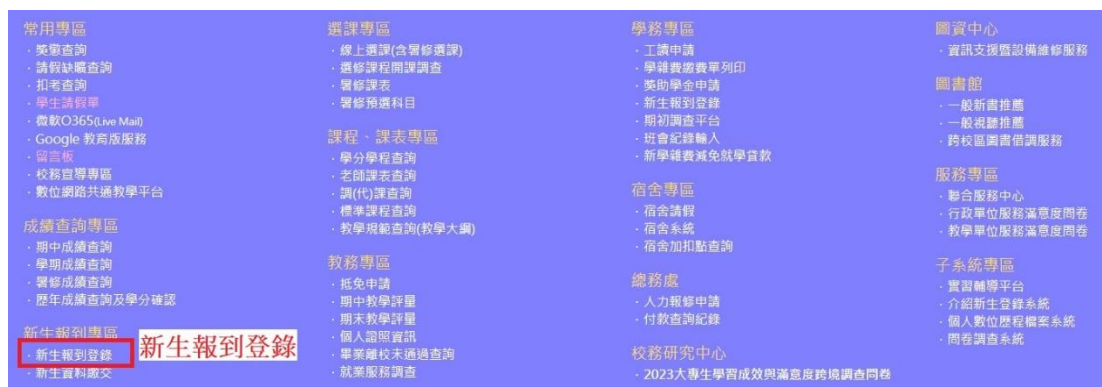 常用專區
· 獎懲查詢
· 請假缺曠查詢
· 扣考查詢
· 學生請假單
· 微軟O365(Live Mail)
· Google 教育版服務
· 留言板
· 校務宣導專區
· 數位網路共通教學平台
成績查詢專區
· 期中成績查詢
· 學期成績查詢
· 暑修成績查詢
· 歷年成績查詢及學分確認
新生報到專區
· 新生報到登錄
新生報到登錄
· 新生資料繳交
選課專區
· 線上選課(含暑修選課)
· 選修課程開課調查
· 暑修課表
· 暑修預選科目
課程、課表專區
· 學分學程查詢
· 老師課表查詢
· 調(代)課查詢
· 標準課程查詢
· 教學規範查詢(教學大綱)
教務專區
· 抵免申請
· 期中教學評量
· 期末教學評量
· 個人證照資訊
· 畢業離校未通過查詢
· 就業服務調查
學務專區
· 工讀申請
· 學雜費繳費單列印
· 獎助學金申請
· 新生報到登錄
· 期初調查平台
· 班會紀錄輸入
· 新學雜費減免就學貸款
宿舍專區
· 宿舍請假
· 宿舍系統
· 宿舍加扣點查詢
總務處
· 人力報修申請
· 付款查詢紀錄
校務研究中心
· 2023大專生學習成效與滿意度跨境調查問卷
圖資中心
· 資訊支援暨設備維修服務
圖書館
· 一般新書推薦
· 一般視聽推薦
· 跨校區圖書借調服務
服務專區
· 聯合服務中心
· 行政單位服務滿意度問卷
· 教學單位服務滿意度問卷
子系統專區
· 實習輔導平台
· 介紹新生登錄系統
· 個人數位歷程檔案系統
· 問卷調查系統